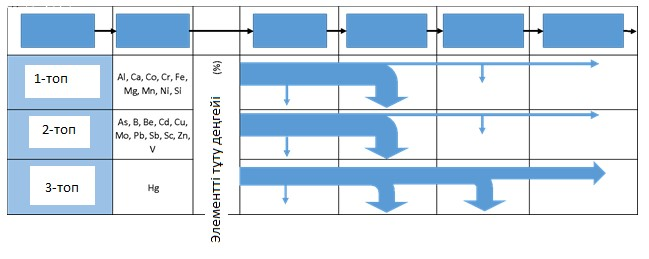 1-топ
Al, Ca, Co, Cr, Fe,
Mg, Mn, Ni, Si
Элементті тұту деңгейі
(%)
2-топ
As, B, Be, Cd, Cu,
Mo, Pb, Sb, Sc, Zn,
V
3-топ
Hg